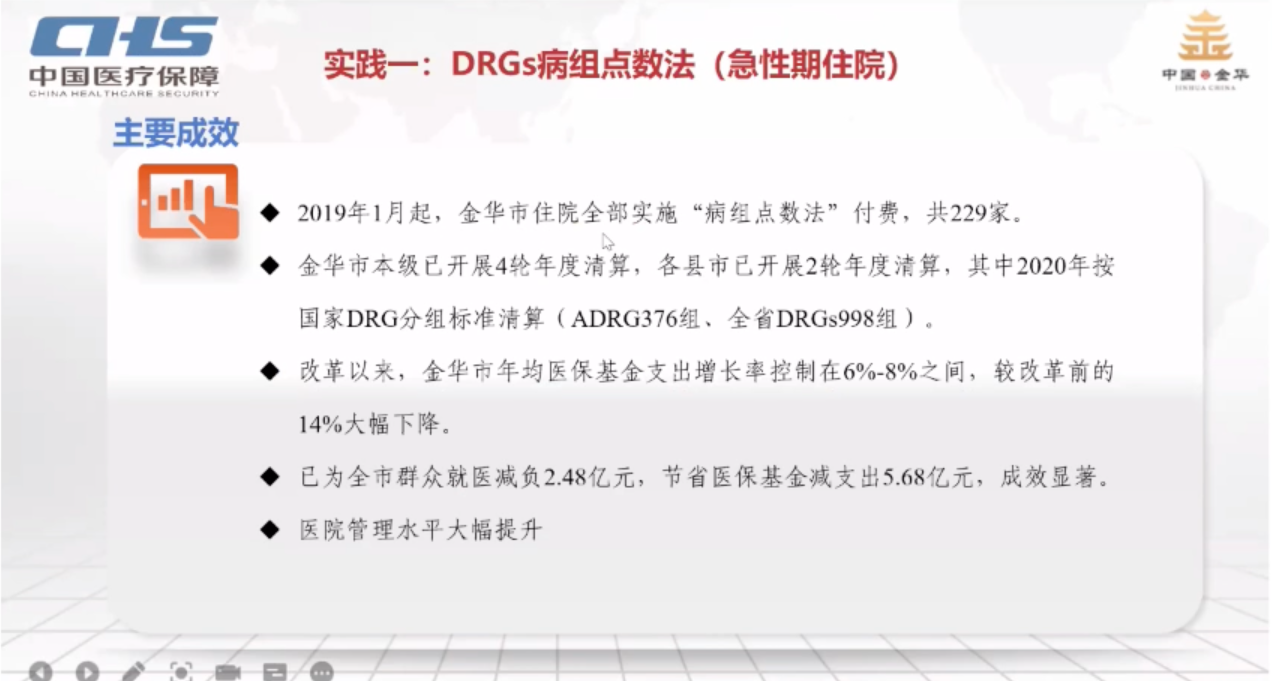 CHS
中国医疗保障
CHINA HEALTHCARE SECURITY
实践一：DRGs病组点数法（急性期住院）
中国金华
JINHUA CHINA
主要成效
◆ 2019年1月起，金华市住院全部实施“病组点数法”付费，共229家。
◆ 金华市本级已开展4轮年度清算，各县市已开展2轮年度清算，其中2020年按
国家DRG分组标准清算（ADRG376组、全省DRGs998组）。
◆ 改革以来，金华市年均医保基金支出增长率控制在6%-8%之间，较改革前的
14%大幅下降。
◆ 已为全市群众就医减负2.48亿元，节省医保基金减支出5.68亿元，成效显著。
◆ 医院管理水平大幅提升